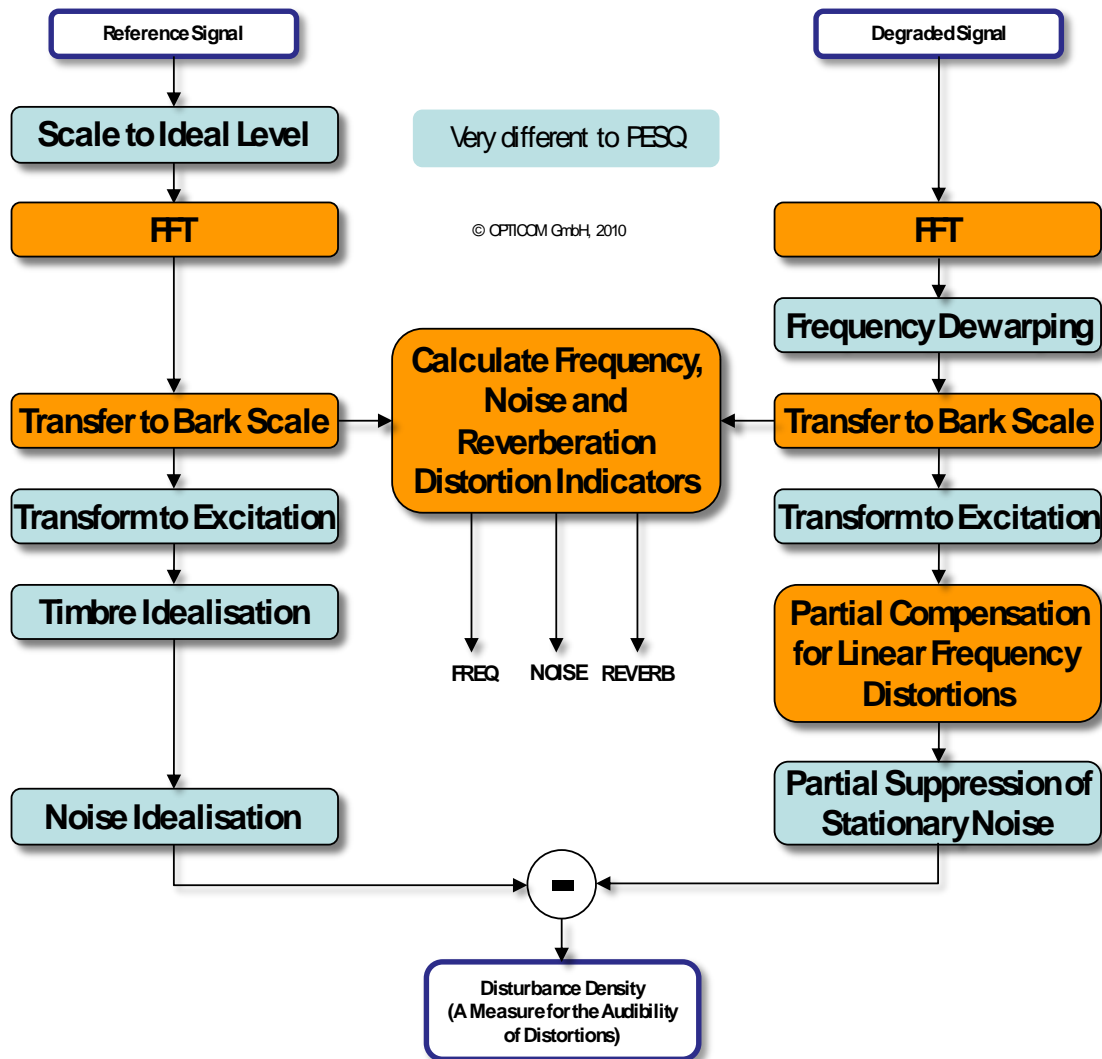 Reference Signal
Degraded Signal
Scale to Ideal Level
Very different to PESQ
FFT
© OPTICOM GmbH, 2010
FFT
Frequency Dewarping
Calculate Frequency,
Noise and
Reverberation
Distortion Indicators
Transfer to Bark Scale
Transfer to Bark Scale
Transform to Excitation
Transform to Excitation
Timbre Idealisation
Partial Compensation
for Linear Frequency
Distortions
FREQ
NOISE
REVERB
Noise Idealisation
Partial Suppression of
Stationary Noise
-
Disturbance Density
(A Measure for the Audibility
of Distortions)